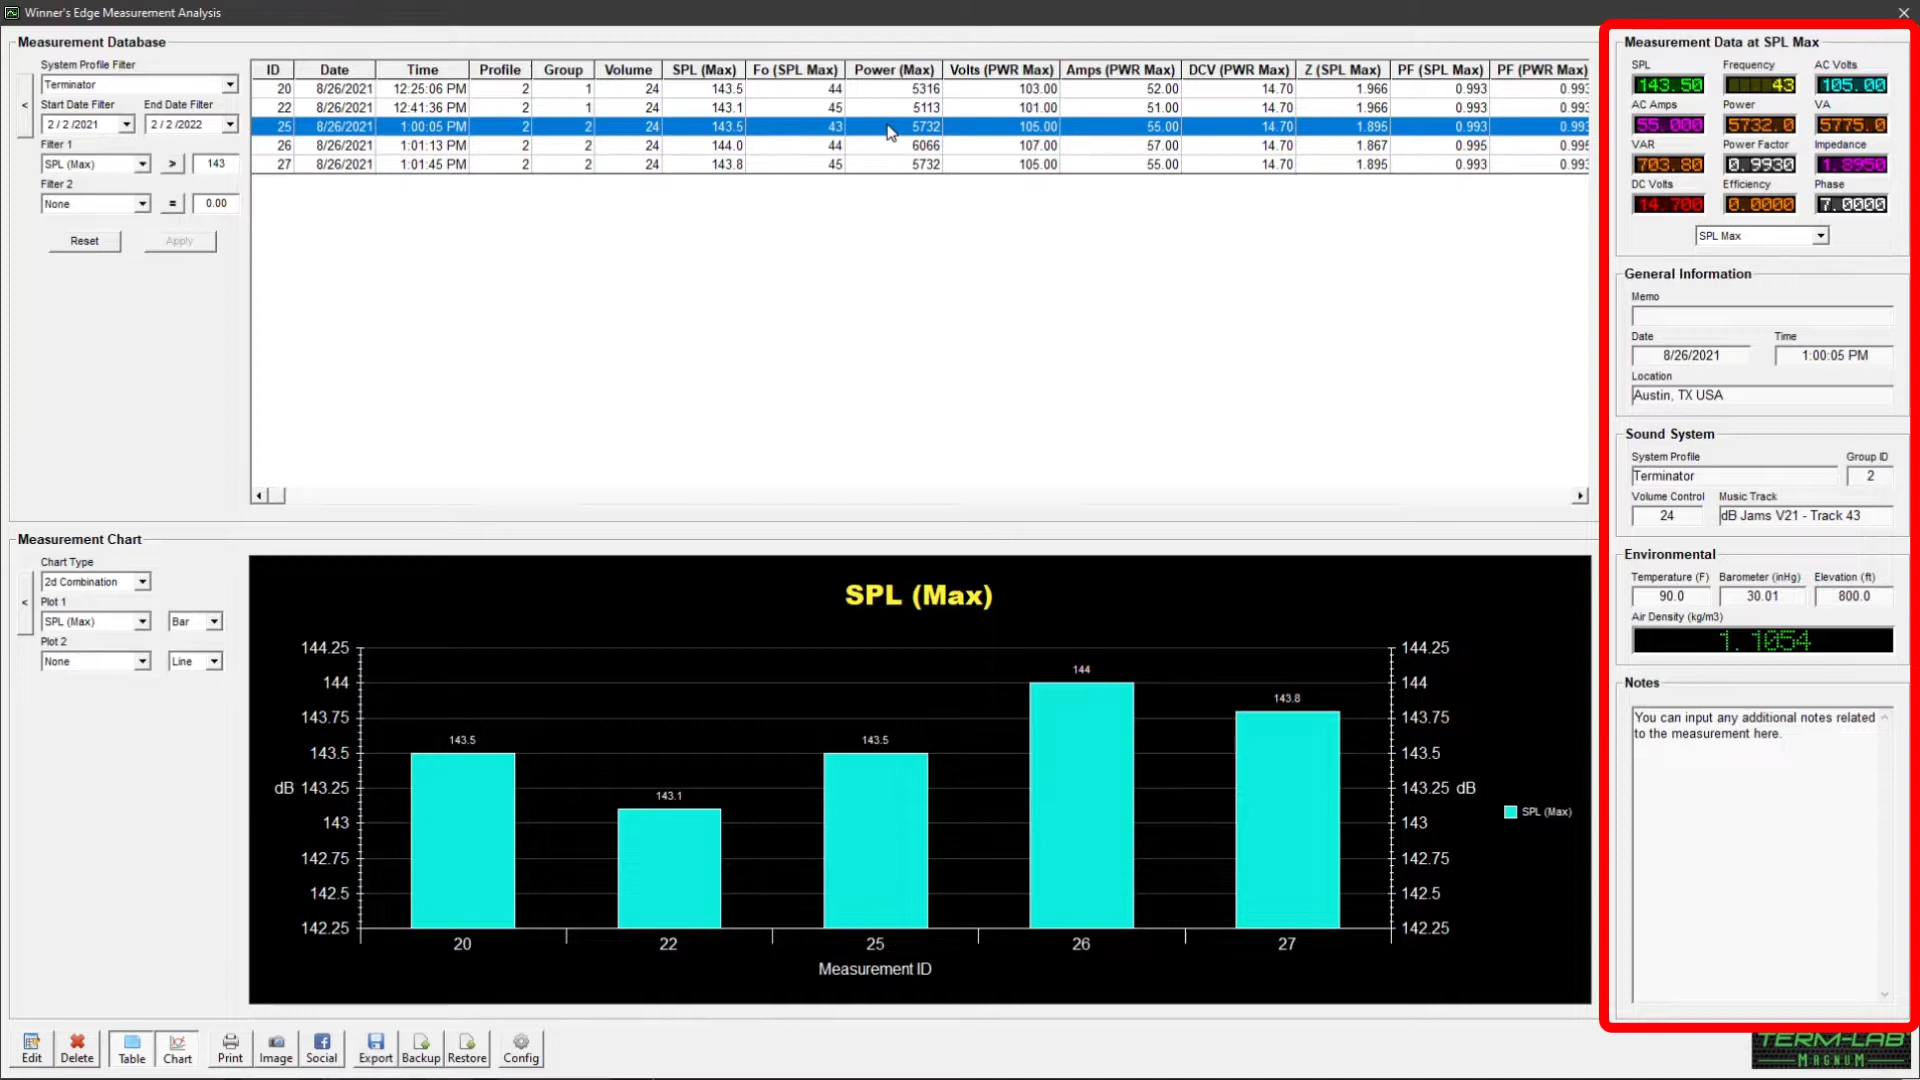 Winner's Edge Measurement Analysis
Measurement Database
System Profile Filter
Terminator
Start Date Filter End Date Filter
2 / 2 /2021 2 / 2 /2022
Filter 1
SPL (Max) > 143
Filter 2
None = 0.00
Reset Apply
ID Date Time Profile Group Volume SPL (Max) Fo (SPL Max) Power (Max) Volts (PWR Max) Amps (PWR Max) DCV (PWR Max) Z (SPL Max) PF (SPL Max) PF (PWR Max)
20 8/26/2021 12:25:06 PM 2 1 24 143.5 44 5316 103.00 52.00 14.70 1.966 0.993 0.993
22 8/26/2021 12:41:36 PM 2 1 24 143.1 45 5113 101.00 51.00 14.70 1.966 0.993 0.993
25 8/26/2021 1:00:05 PM 2 2 24 143.5 43 5732 105.00 55.00 14.70 1.895 0.993 0.993
26 8/26/2021 1:01:13 PM 2 2 24 144.0 44 6066 107.00 57.00 14.70 1.867 0.995 0.995
27 8/26/2021 1:01:45 PM 2 2 24 143.8 45 5732 105.00 55.00 14.70 1.895 0.993 0.993
Measurement Chart
Chart Type
2d Combination
Plot 1
SPL (Max) Bar
Plot 2
None Line
SPL (Max)
144.25 144.25
144 144
143.75 143.75
143.5 143.5
dB 143.25 143.25 dB
143 143
142.75 142.75
142.5 142.5
142.25 142.25
143.5 143.1 143.5 144 143.8
20 22 25 26 27
Measurement ID
SPL (Max)
Measurement Data at SPL Max
SPL Frequency AC Volts
143.50 43 105.00
AC Amps Power VA
55.000 5732.0 5775.0
VAR Power Factor Impedance
703.80 0.9930 1.8950
DC Volts Efficiency Phase
14.700 0.0000 7.0000
SPL Max
General Information
Memo
Date Time
8/26/2021 1:00:05 PM
Location
Austin, TX USA
Sound System
System Profile Group ID
Terminator 2
Volume Control Music Track
24 dB Jams V21 - Track 43
Environmental
Temperature (F) Barometer (inHg) Elevation (ft)
90.0 30.01 800.0
Air Density (kg/m3)
1.1054
Notes
You can input any additional notes related
to the measurement here.
Edit Delete Table Chart Print Image Social Export Backup Restore Config
TERM-LAB
MAGNUM